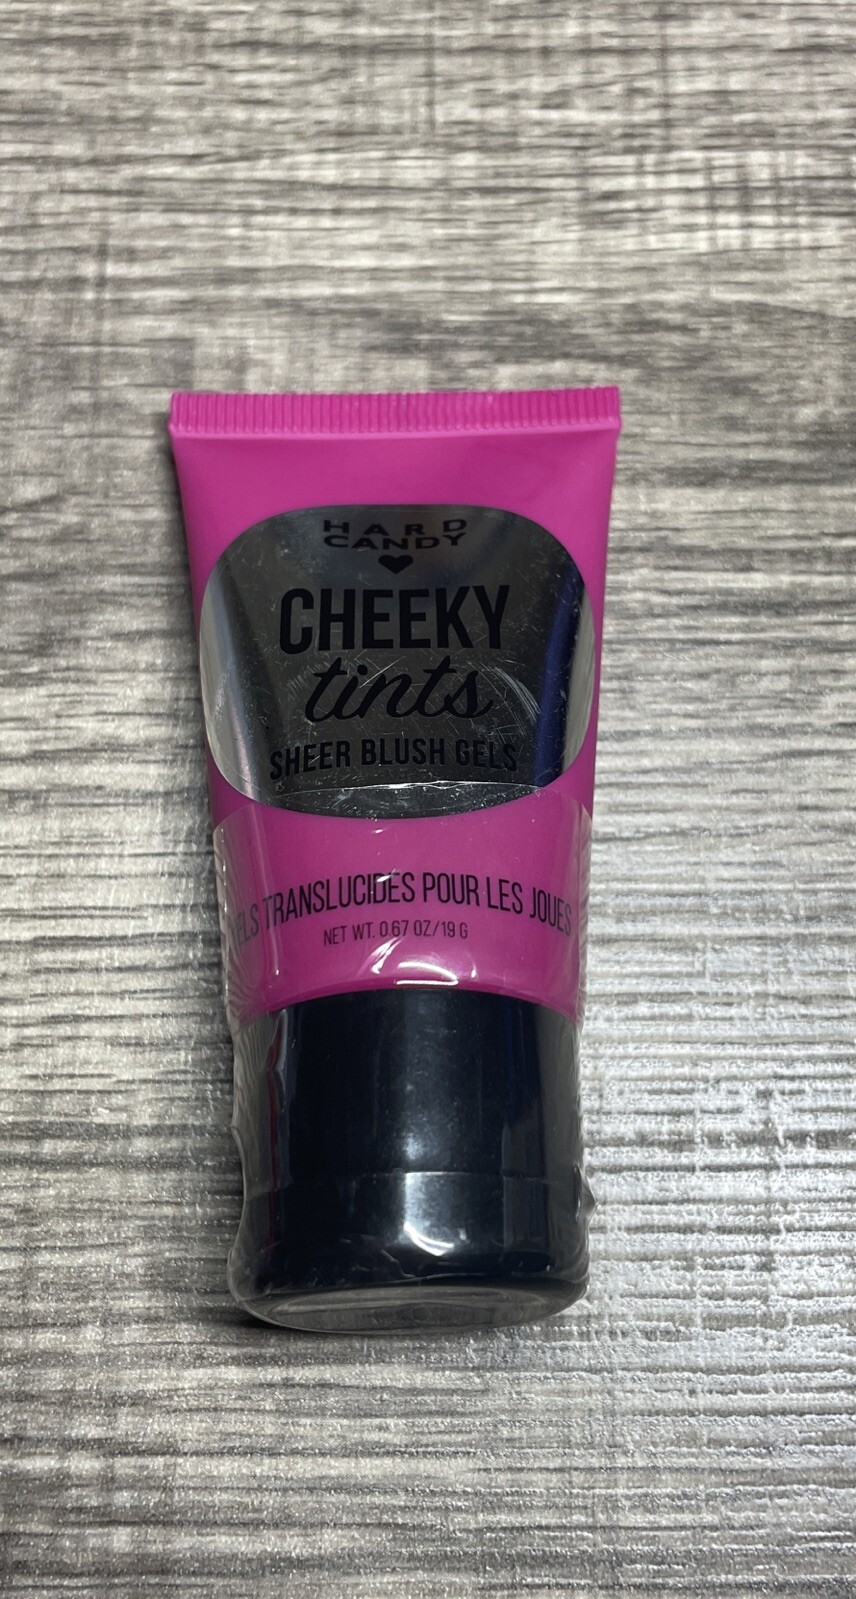 HARD
CANDY
CHEEKY
tints
SHEER BLUSH GELS
TRANSLUCIDES POUR LES JOUES
NET WT. 0.67 OZ/19 G